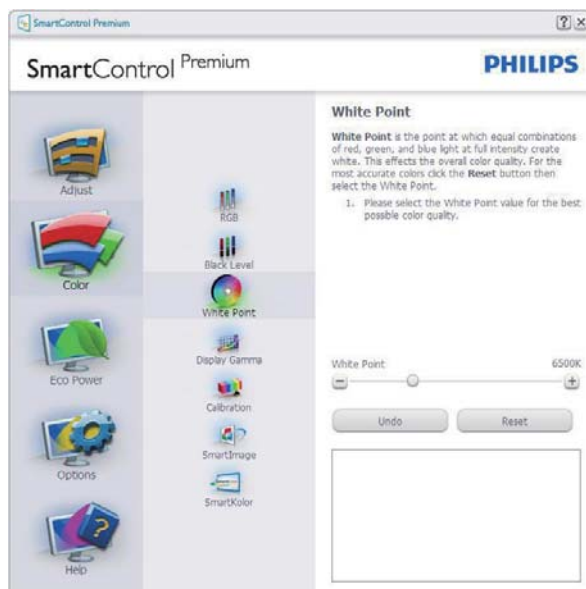 SmartControl Premium
SmartControl Premium
PHILIPS
Adjust
Color
Eco Power
Options
Help
RGB
Black Level
White Point
Display Gamma
Calibration
SmartImage
SmartKolor
White Point
White Point is the point at which equal combinations
of red, green, and blue light at full intensity create
white. This effects the overall color quality. For the
most accurate colors click the Reset button then
select the White Point.
1. Please select the White Point value for the best
possible color quality.
White Point 6500K
Undo Reset